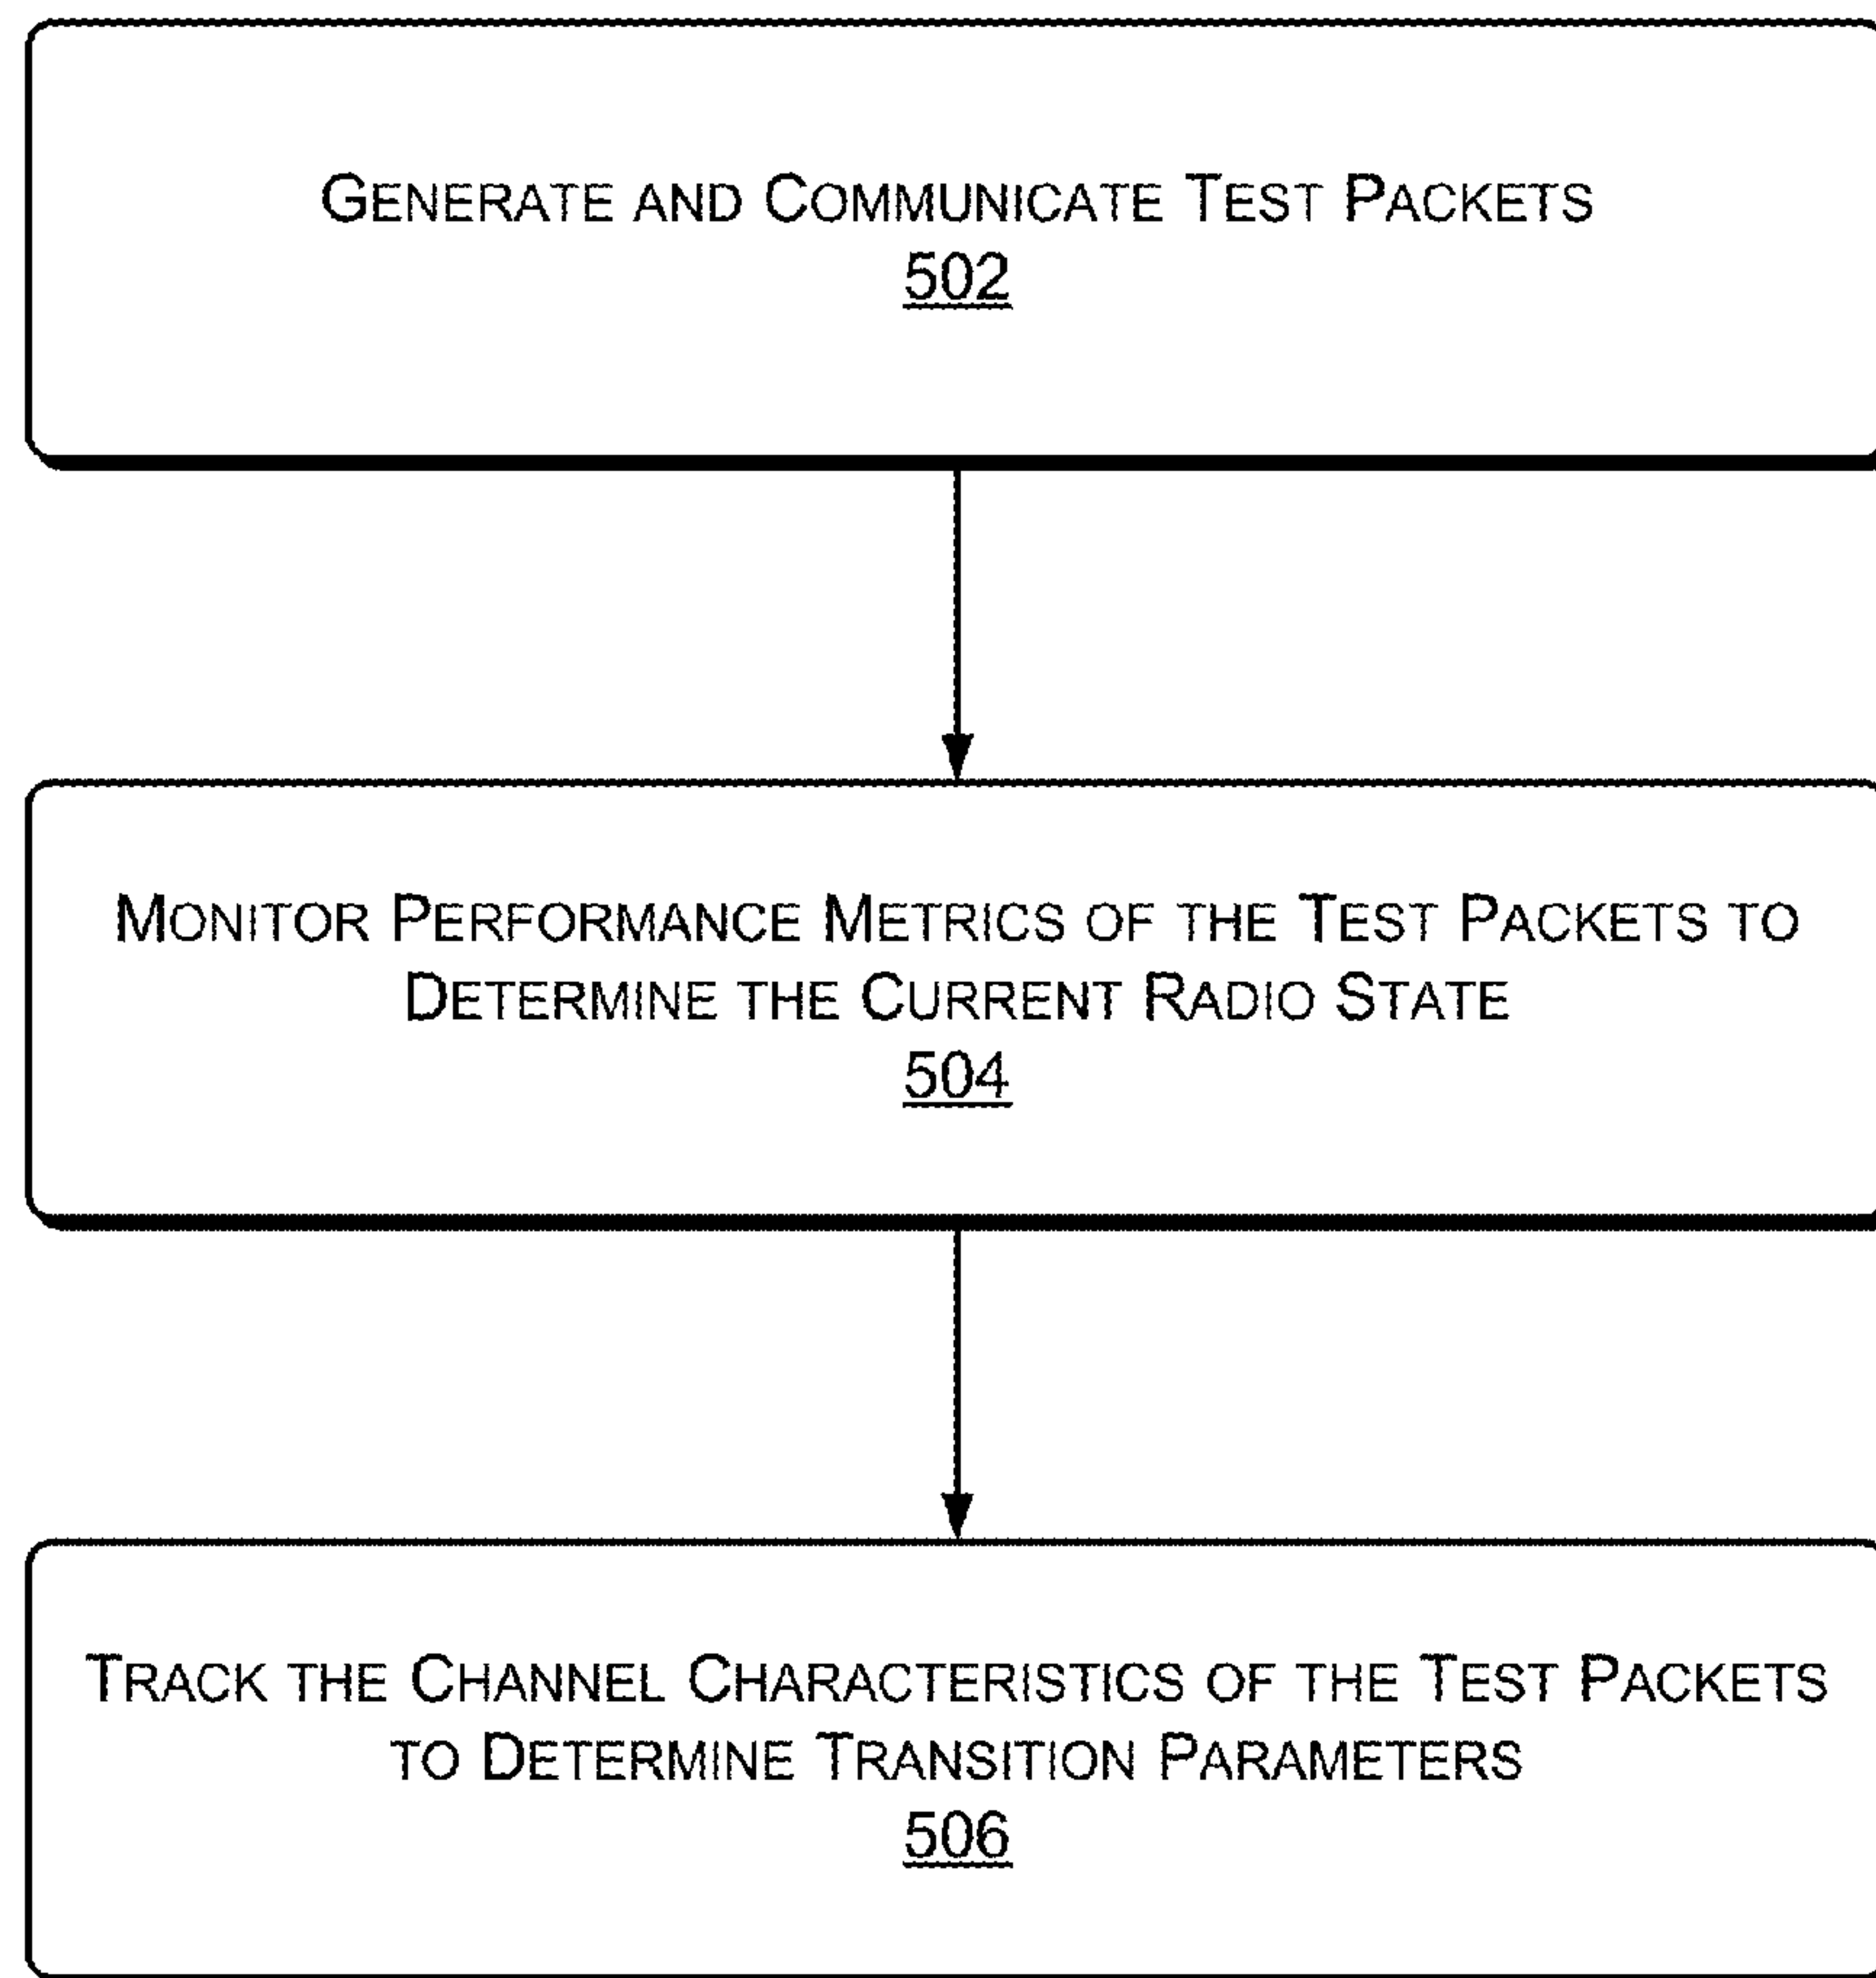 GENERATE AND COMMUNICATE TEST PACKETS
502
MONITOR PERFORMANCE METRICS OF THE TEST PACKETS TO
DETERMINE THE CURRENT RADIO STATE
504
TRACK THE CHANNEL CHARACTERISTICS OF THE TEST PACKETS
TO DETERMINE TRANSITION PARAMETERS
506